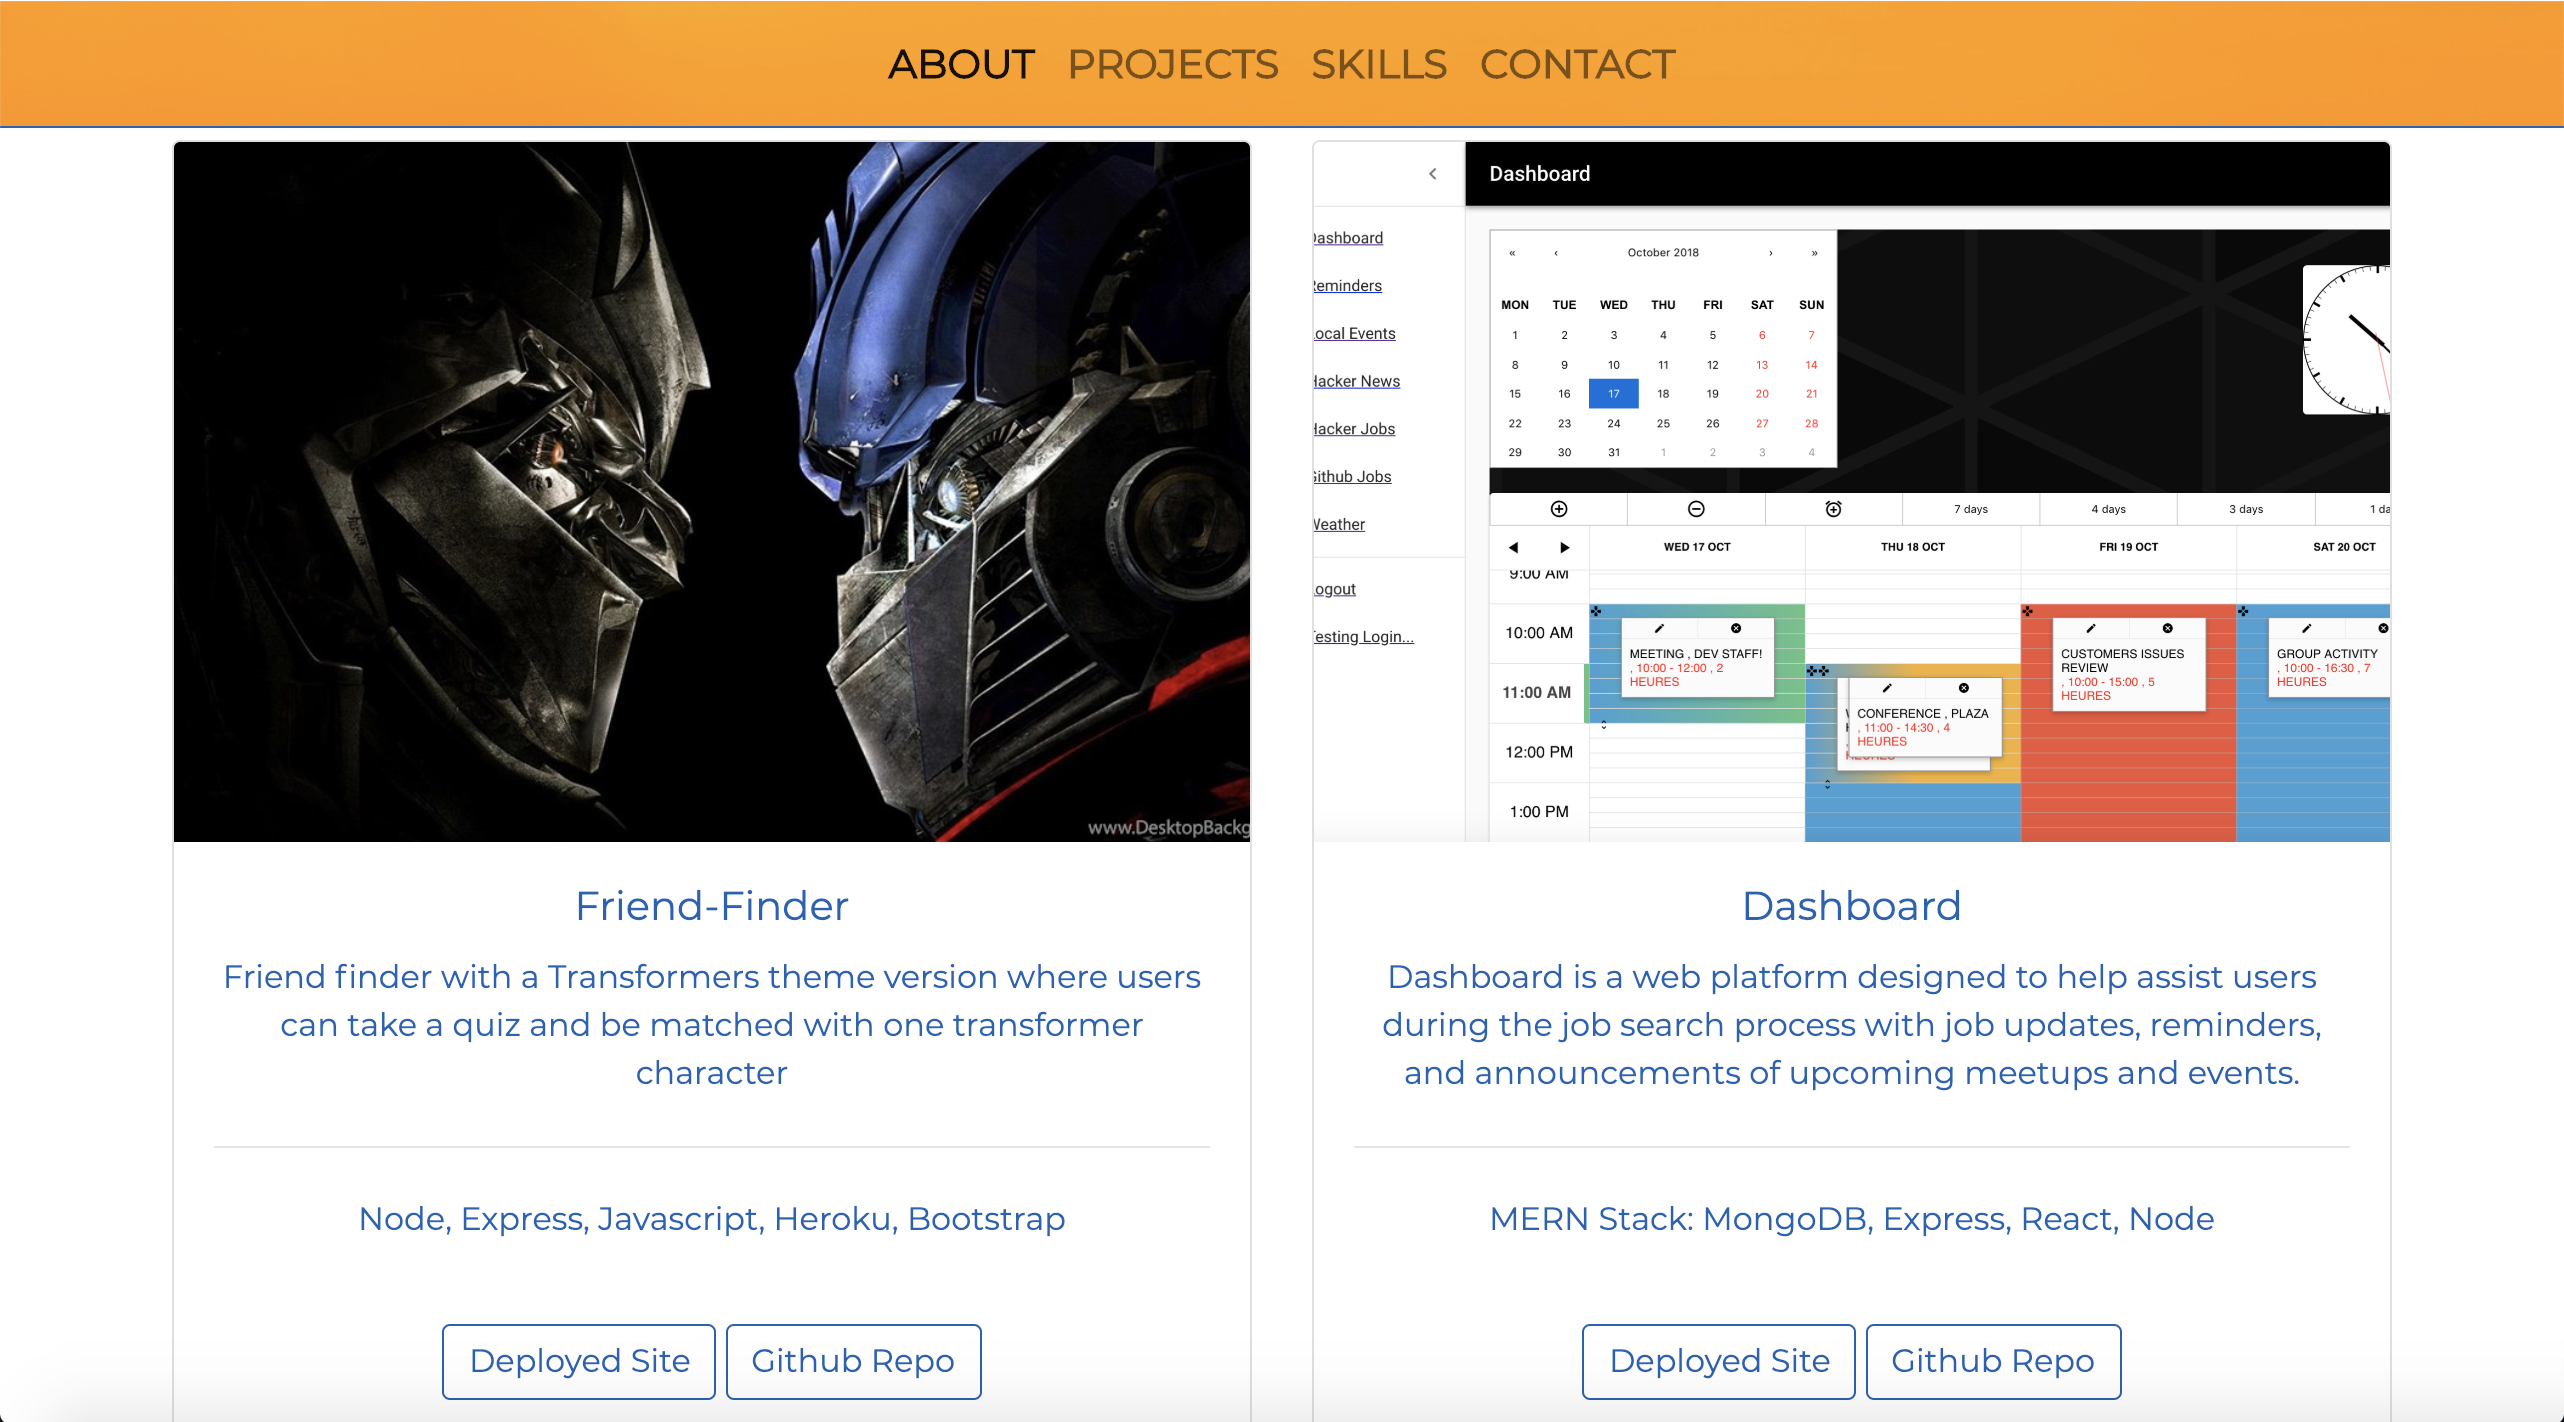 ABOUT PROJECTS SKILLS CONTACT
www.DesktopBackg
Friend-Finder
Friend finder with a Transformers theme version where users
can take a quiz and be matched with one transformer
character
Node, Express, Javascript, Heroku, Bootstrap
Deployed Site Github Repo
Dashboard
ashboard
eminders
ocal Events
Hacker News
Hacker Jobs
Github Jobs
Weather
ogout
Testing Login...
« ‹ October 2018 › »
MON TUE WED THU FRI SAT SUN
1 2 3 4 5 6 7
8 9 10 11 12 13 14
15 16 17 18 19 20 21
22 23 24 25 26 27 28
29 30 31 1 2 3 4
7 days 4 days 3 days 1 da
WED 17 OCT THU 18 OCT FRI 19 OCT SAT 20 OCT
9:00 AM
10:00 AM
11:00 AM
12:00 PM
1:00 PM
MEETING , DEV STAFF!
, 10:00 - 12:00 , 2
HEURES
CONFERENCE , PLAZA
, 11:00 - 14:30 , 4
HEURES
HEURES
CUSTOMERS ISSUES
REVIEW
, 10:00 - 15:00 , 5
HEURES
GROUP ACTIVITY
, 10:00 - 16:30 , 7
HEURES
Dashboard
Dashboard is a web platform designed to help assist users
during the job search process with job updates, reminders,
and announcements of upcoming meetups and events.
MERN Stack: MongoDB, Express, React, Node
Deployed Site Github Repo